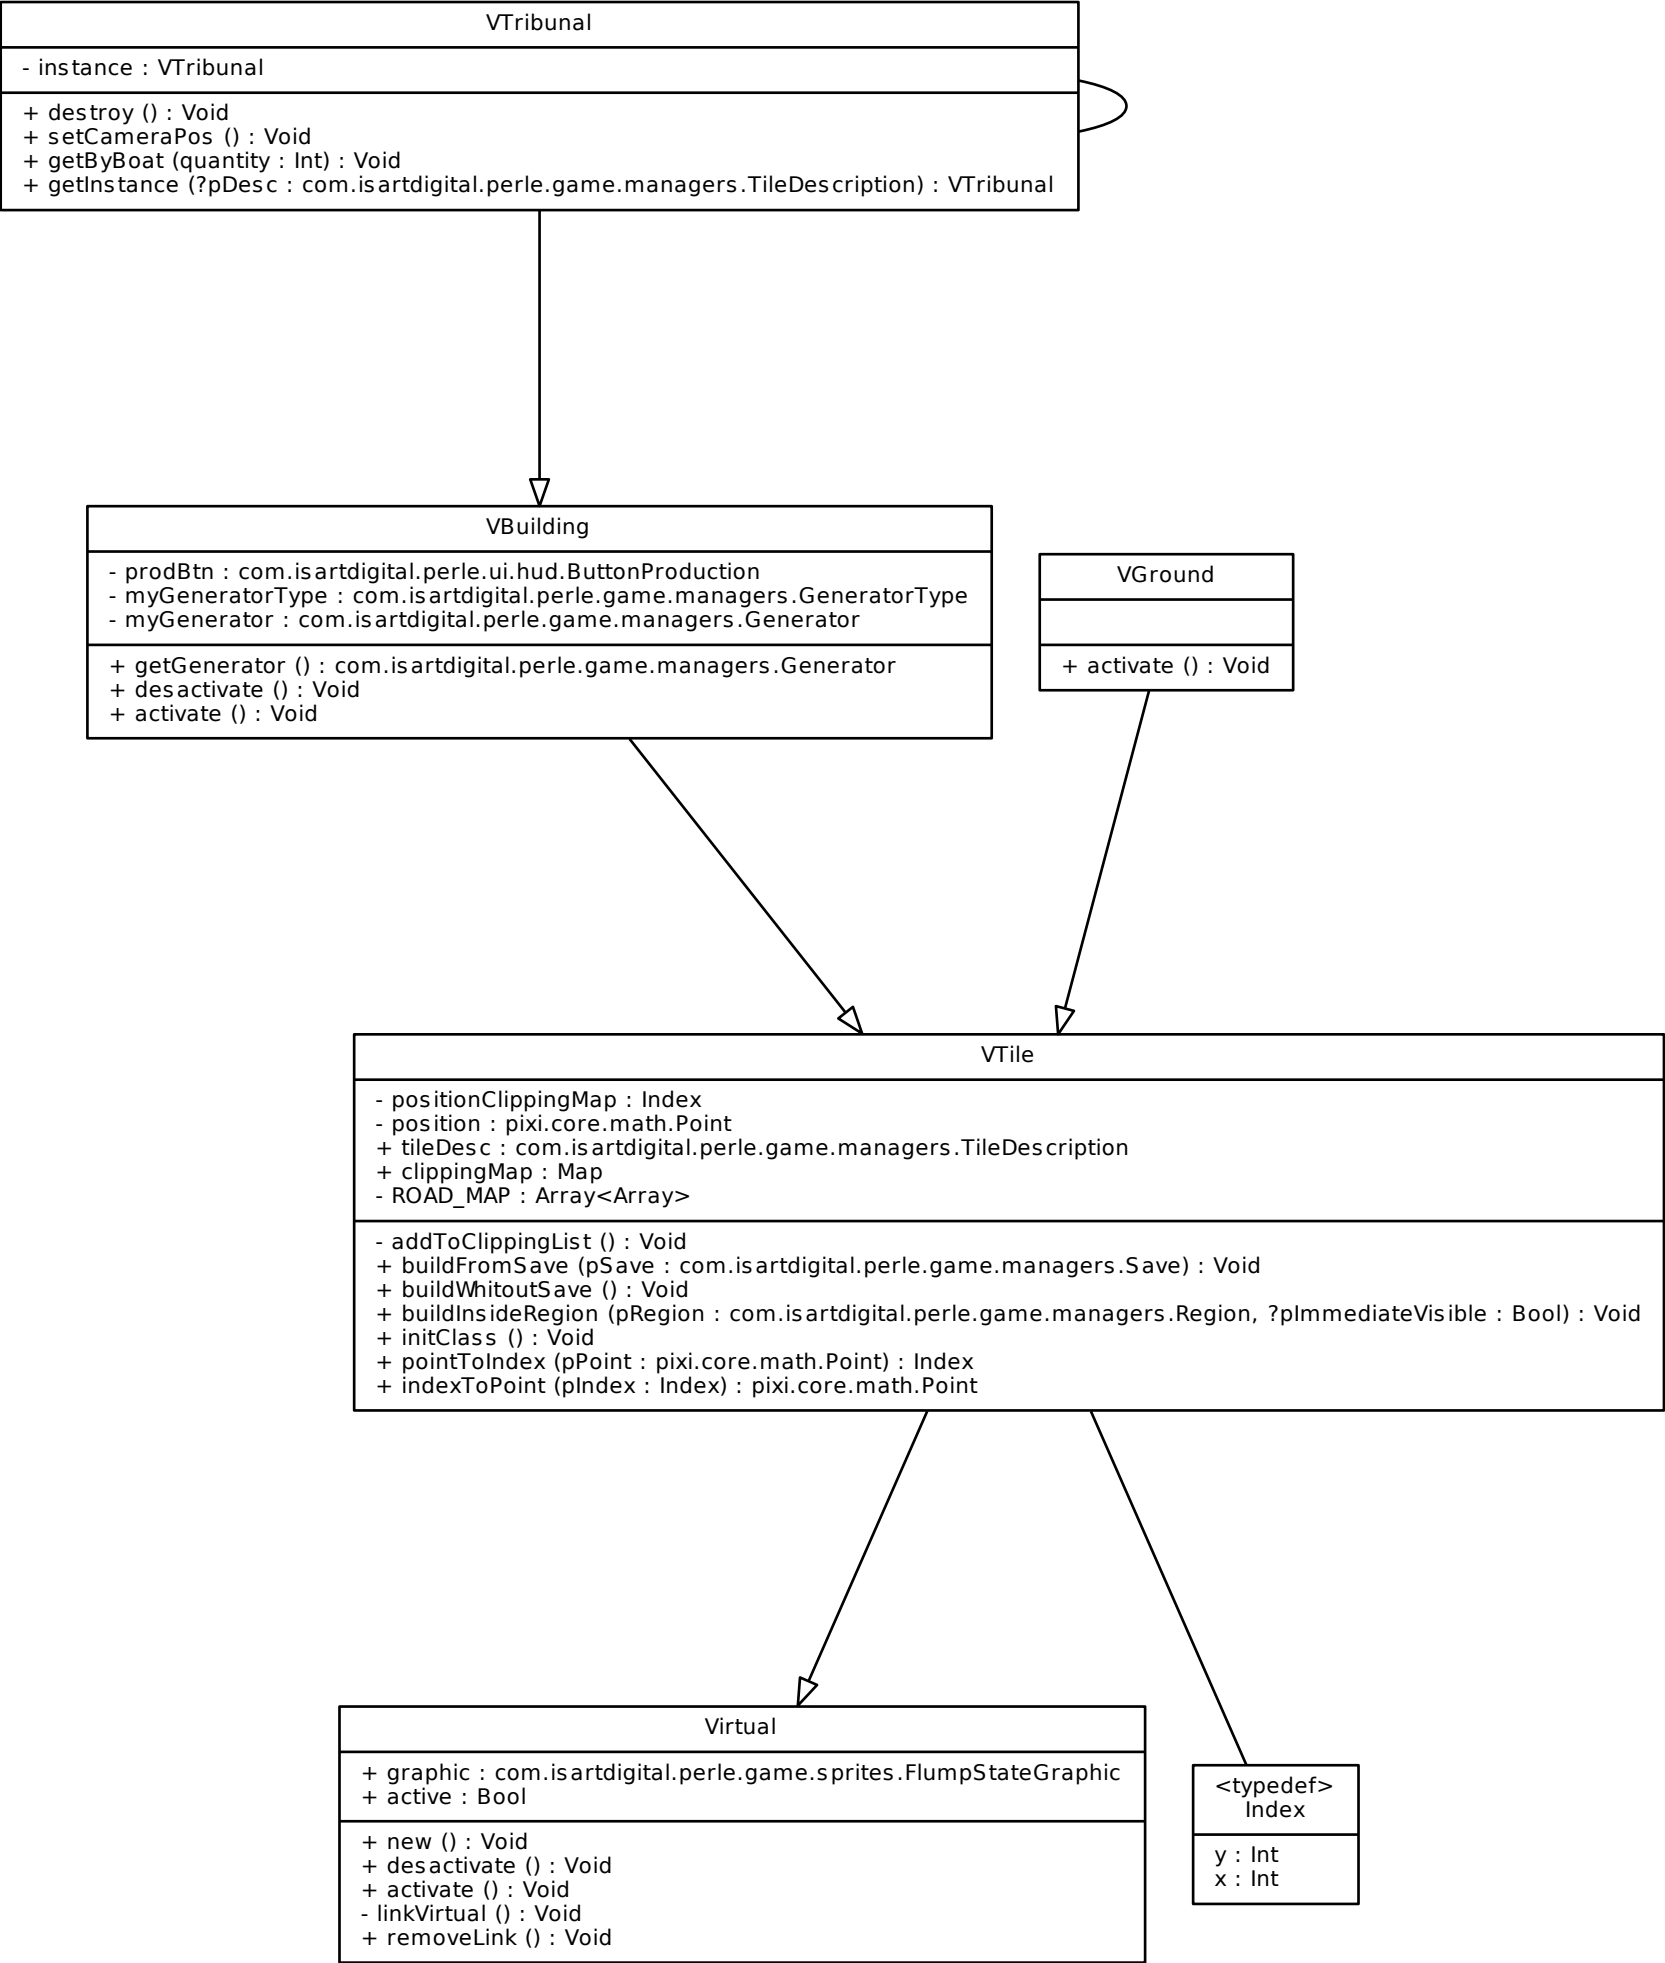 VTribunal
- instance : VTribunal
+ destroy () : Void
+ setCameraPos () : Void
+ getByBoat (quantity : Int) : Void
+ getInstance (?pDesc : com.isartdigital.perle.game.managers.TileDescription) : VTribunal
VBuilding
- prodBtn : com.isartdigital.perle.ui.hud.ButtonProduction
- myGeneratorType : com.isartdigital.perle.game.managers.GeneratorType
- myGenerator : com.isartdigital.perle.game.managers.Generator
+ getGenerator () : com.isartdigital.perle.game.managers.Generator
+ desactivate () : Void
+ activate () : Void
VGround
+ activate () : Void
VTile
- positionClippingMap : Index
- position : pixi.core.math.Point
+ tileDesc : com.isartdigital.perle.game.managers.TileDescription
+ clippingMap : Map
- ROAD_MAP : Array<Array>
- addToClippingList () : Void
+ buildFromSave (pSave : com.isartdigital.perle.game.managers.Save) : Void
+ buildWhitoutSave () : Void
+ buildInsideRegion (pRegion : com.isartdigital.perle.game.managers.Region, ?pImmediateVisible : Bool) : Void
+ initClass () : Void
+ pointToIndex (pPoint : pixi.core.math.Point) : Index
+ indexToPoint (pIndex : Index) : pixi.core.math.Point
Virtual
+ graphic : com.isartdigital.perle.game.sprites.FlumpStateGraphic
+ active : Bool
+ new () : Void
+ desactivate () : Void
+ activate () : Void
- linkVirtual () : Void
+ removeLink () : Void
<typedef>
Index
y : Int
x : Int